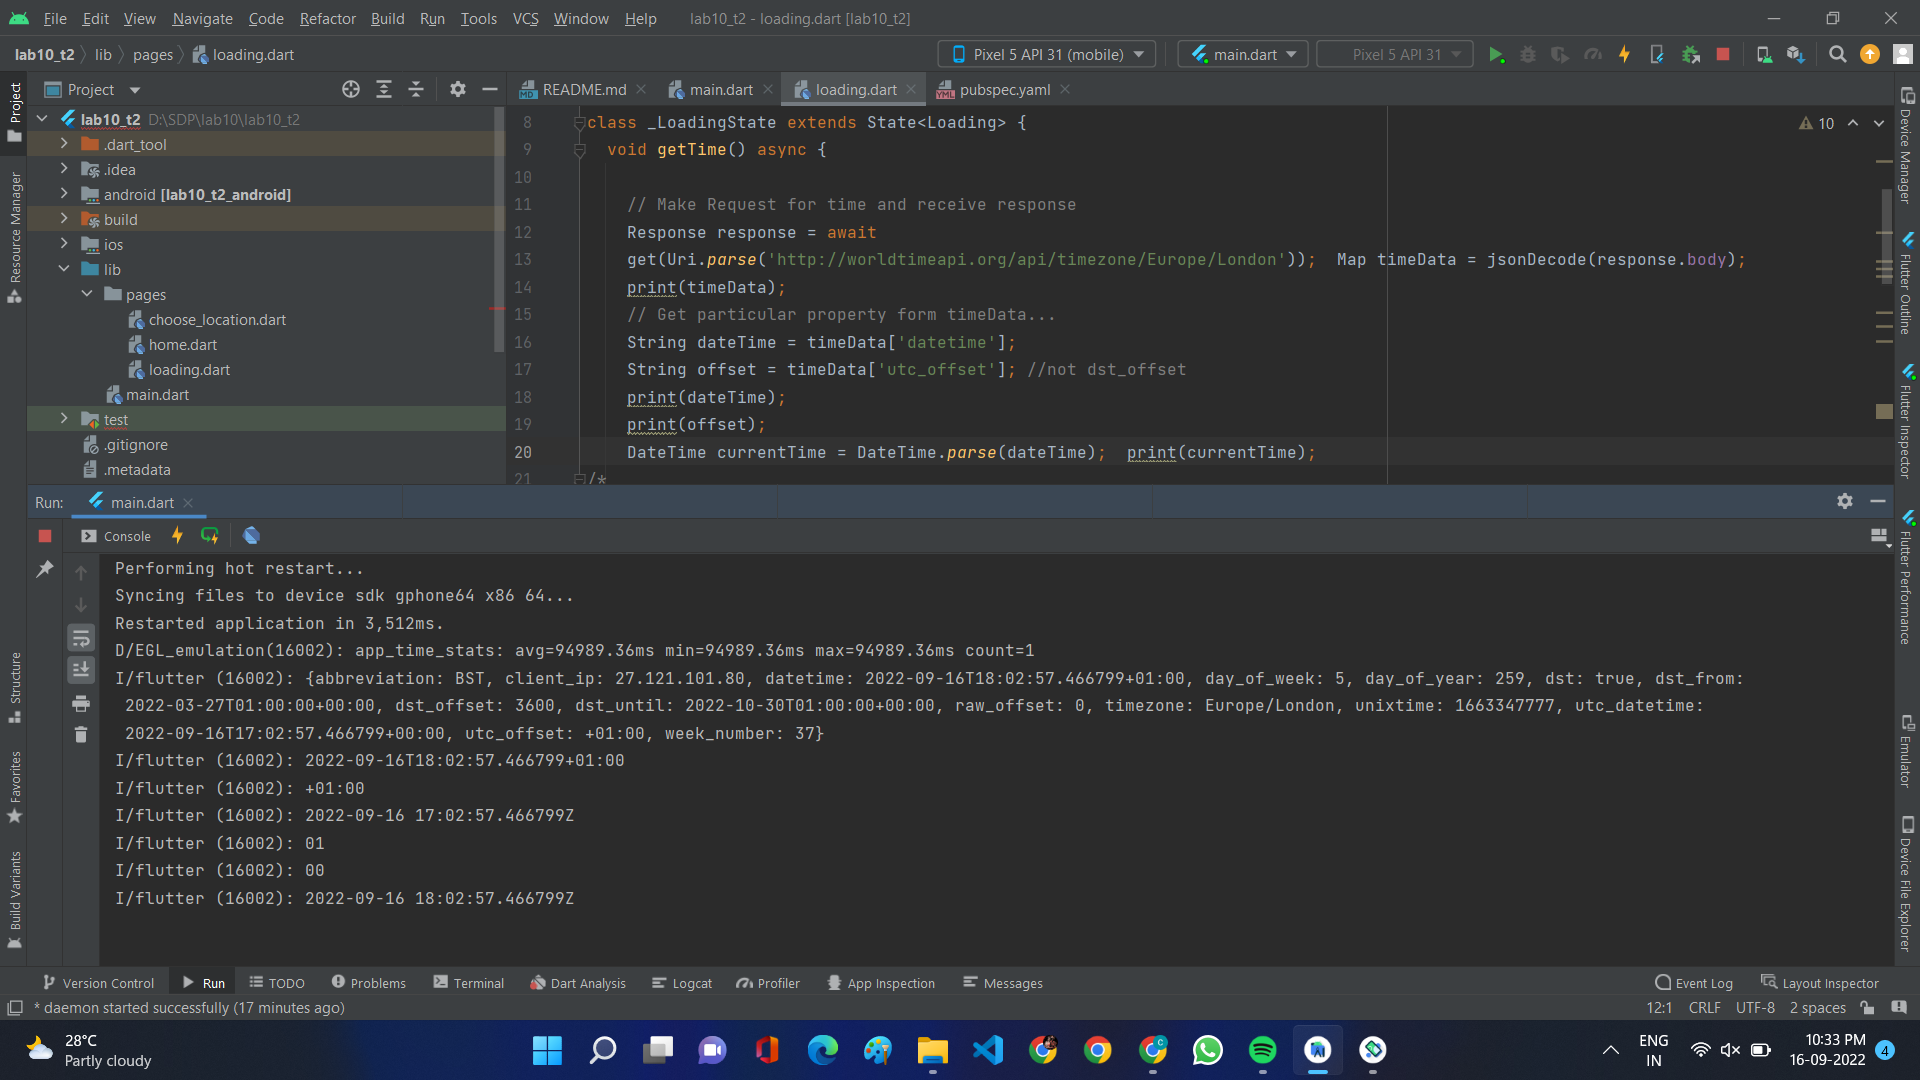 File Edit View Navigate Code Refactor Build Run Tools VCS Window Help lab10_t2 - loading.dart [lab10_t2]
lab10_t2 lib pages loading.dart Pixel 5 API 31 (mobile) main.dart Pixel 5 API 31
Project README.md main.dart loading.dart pubspec.yaml
lab10_t2 D:\SDP\lab10\lab10_t2
.dart_tool
.idea
android [lab10_t2_android]
build
ios
lib
pages
choose_location.dart
home.dart
loading.dart
main.dart
test
.gitignore
.metadata
10
8 class _LoadingState extends State<Loading> {
9 void getTime() async {
10
11 // Make Request for time and receive response
12 Response response = await
13 get(Uri.parse('http://worldtimeapi.org/api/timezone/Europe/London')); Map timeData = jsonDecode(response.body);
14 print(timeData);
15 // Get particular property form timeData...
16 String dateTime = timeData['datetime'];
17 String offset = timeData['utc_offset']; //not dst_offset
18 print(dateTime);
19 print(offset);
20 DateTime currentTime = DateTime.parse(dateTime); print(currentTime);
21 /*
Project
Resource Manager
Structure
Favorites
Build Variants
Device Manager
Flutter Outline
Flutter Inspector
Flutter Performance
Emulator
Device File Explorer
Run: main.dart
Console
Performing hot restart...
Syncing files to device sdk gphone64 x86 64...
Restarted application in 3,512ms.
D/EGL_emulation(16002): app_time_stats: avg=94989.36ms min=94989.36ms max=94989.36ms count=1
I/flutter (16002): {abbreviation: BST, client_ip: 27.121.101.80, datetime: 2022-09-16T18:02:57.466799+01:00, day_of_week: 5, day_of_year: 259, dst: true, dst_from:
2022-03-27T01:00:00+00:00, dst_offset: 3600, dst_until: 2022-10-30T01:00:00+00:00, raw_offset: 0, timezone: Europe/London, unixtime: 1663347777, utc_datetime:
2022-09-16T17:02:57.466799+00:00, utc_offset: +01:00, week_number: 37}
I/flutter (16002): 2022-09-16T18:02:57.466799+01:00
I/flutter (16002): +01:00
I/flutter (16002): 2022-09-16 17:02:57.466799Z
I/flutter (16002): 01
I/flutter (16002): 00
I/flutter (16002): 2022-09-16 18:02:57.466799Z
Version Control Run TODO Problems Terminal Dart Analysis Logcat Profiler App Inspection Messages Event Log Layout Inspector
* daemon started successfully (17 minutes ago) 12:1 CRLF UTF-8 2 spaces
28°C
Partly cloudy
ENG
IN
10:33 PM
16-09-2022
4